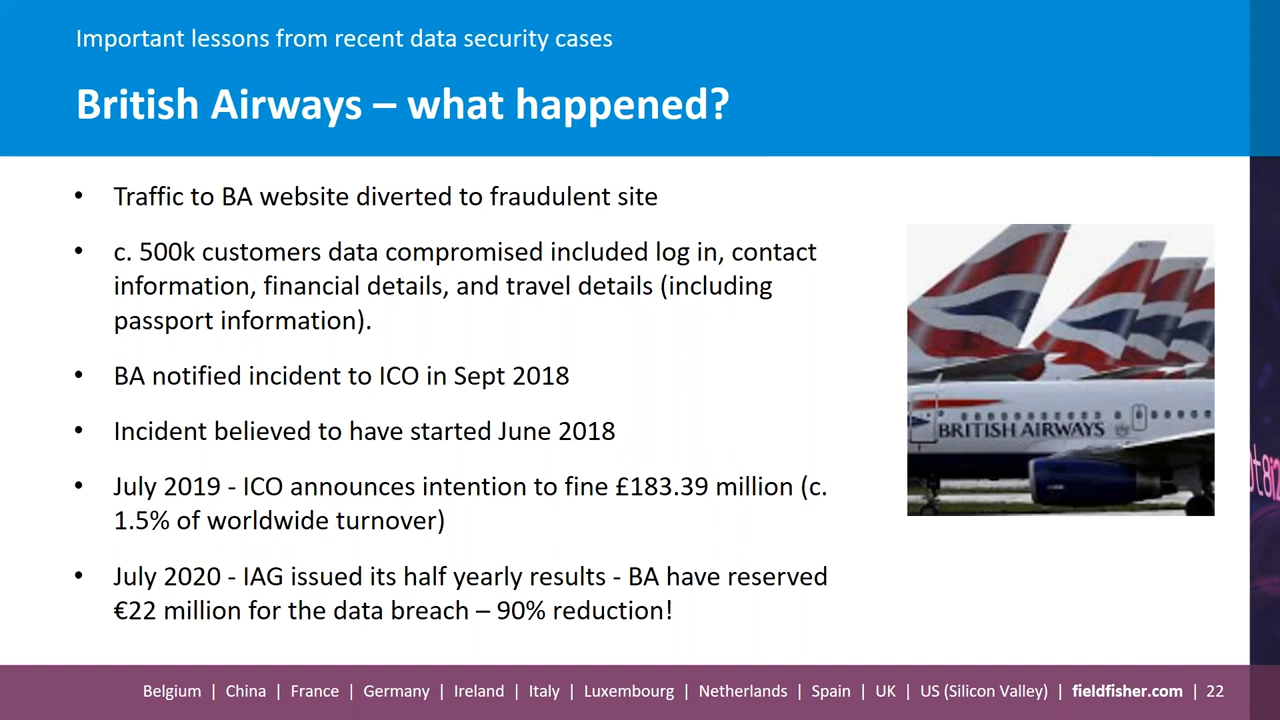 Important lessons from recent data security cases
British Airways – what happened?
• Traffic to BA website diverted to fraudulent site
• c. 500k customers data compromised included log in, contact
information, financial details, and travel details (including
passport information).
• BA notified incident to ICO in Sept 2018
• Incident believed to have started June 2018
• July 2019 - ICO announces intention to fine £183.39 million (c.
1.5% of worldwide turnover)
• July 2020 - IAG issued its half yearly results - BA have reserved
€22 million for the data breach – 90% reduction!
BRITISH AIRWAYS
Belgium | China | France | Germany | Ireland | Italy | Luxembourg | Netherlands | Spain | UK | US (Silicon Valley) | fieldfisher.com | 22